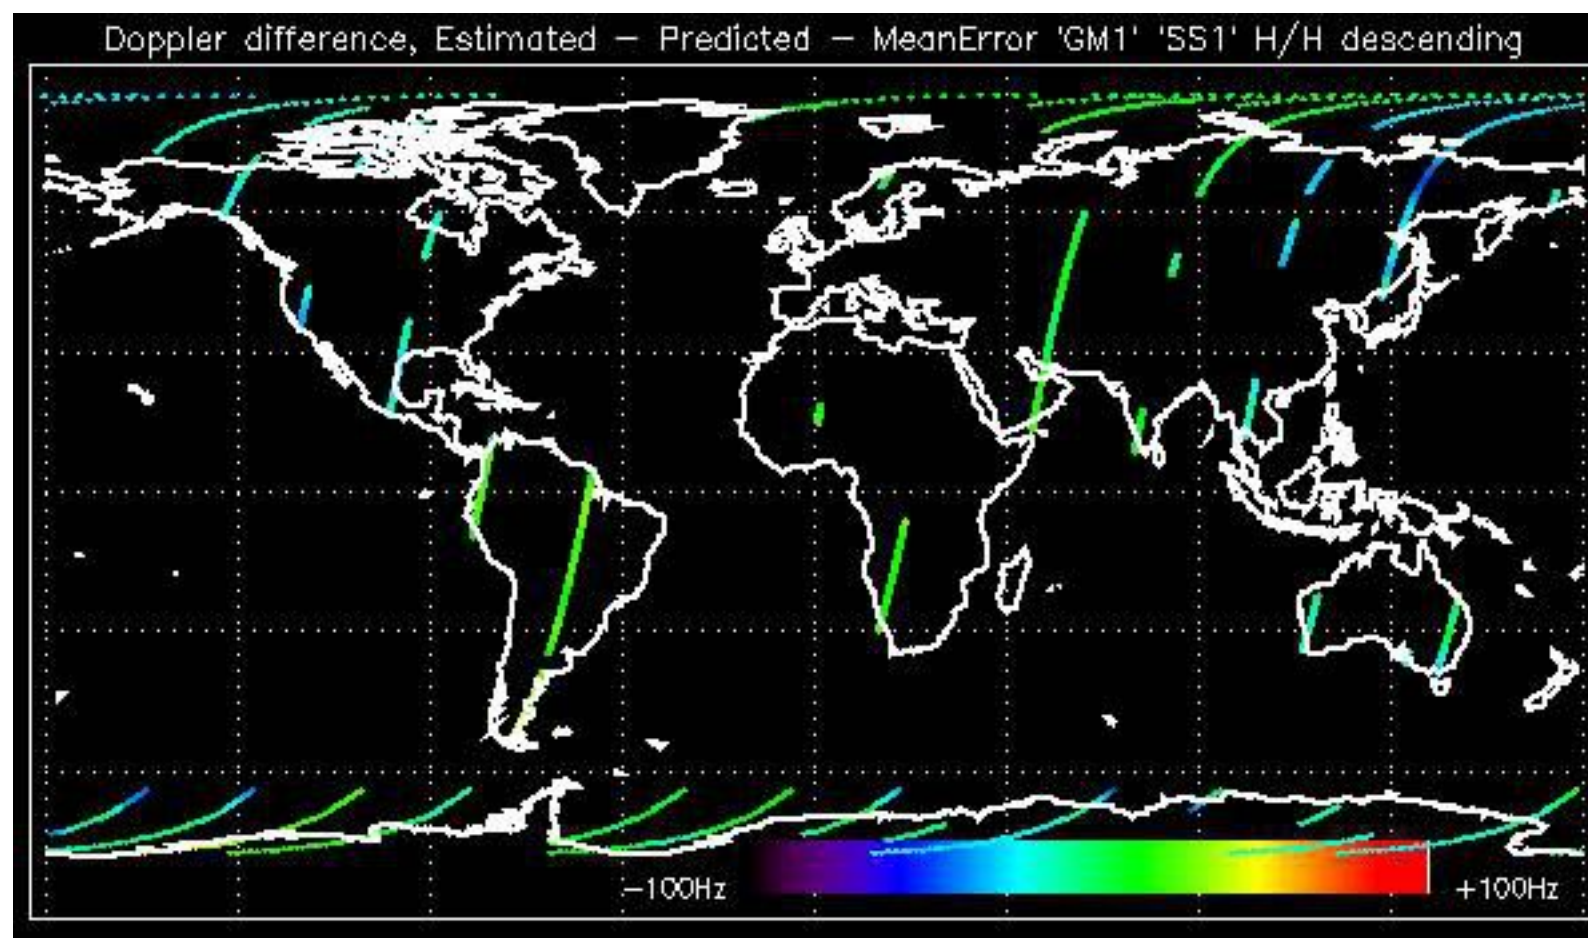 Doppler difference, Estimated − Predicted − MeanError 'GM1' 'SS1' H/H descending
−100Hz +100Hz